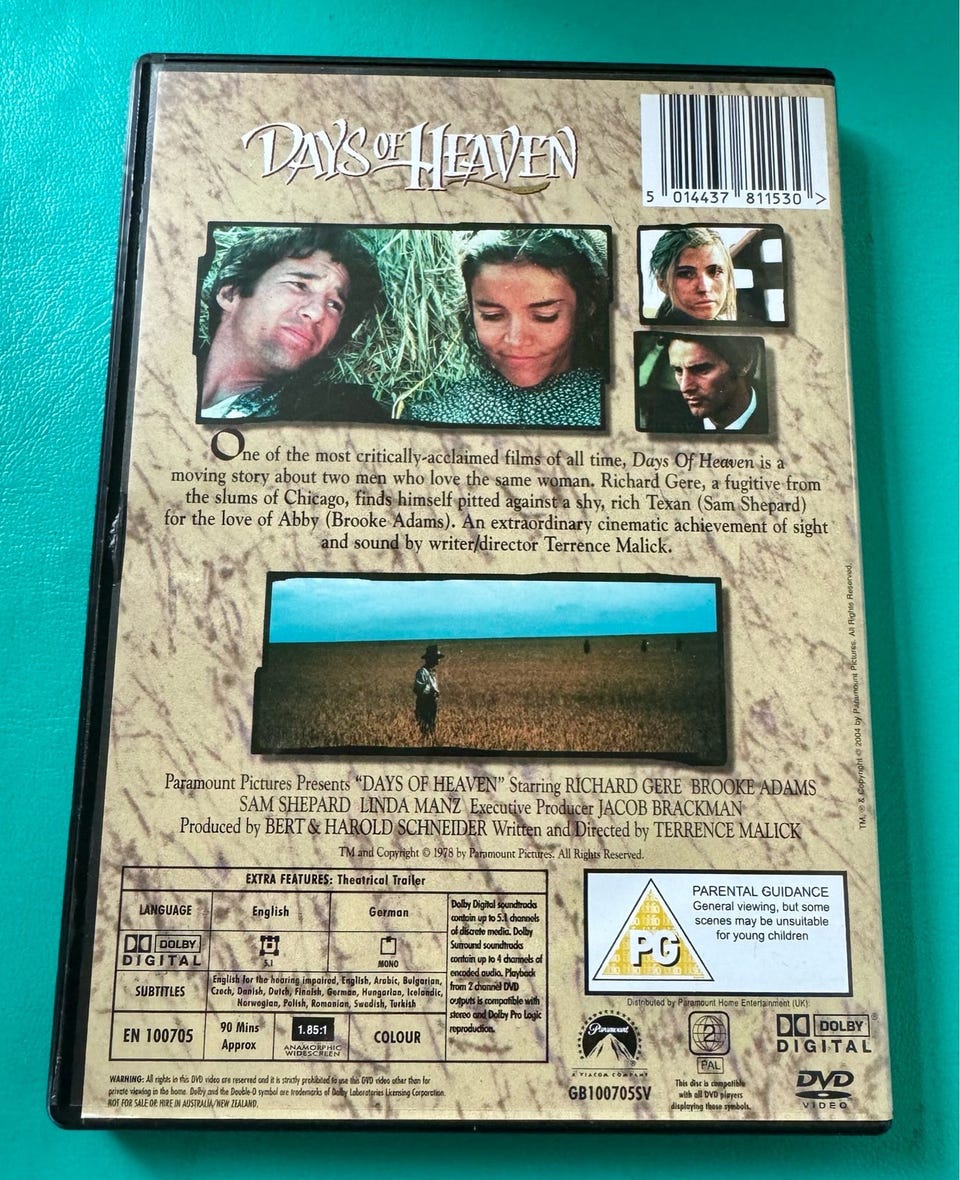 DAYS OF HEAVEN
5 014437 811530 >
One of the most critically-acclaimed films of all time, Days Of Heaven is a
moving story about two men who love the same woman. Richard Gere, a fugitive from
the slums of Chicago, finds himself pitted against a shy, rich Texan (Sam Shepard)
for the love of Abby (Brooke Adams). An extraordinary cinematic achievement of sight
and sound by writer/director Terrence Malick.
TM, ® & Copyright © 2004 by Paramount Pictures. All Rights Reserved.
Paramount Pictures Presents “DAYS OF HEAVEN” Starring RICHARD GERE BROOKE ADAMS
SAM SHEPARD LINDA MANZ Executive Producer JACOB BRACKMAN
Produced by BERT & HAROLD SCHNEIDER Written and Directed by TERRENCE MALICK
TM and Copyright © 1978 by Paramount Pictures. All Rights Reserved.
EXTRA FEATURES: Theatrical Trailer
LANGUAGE English German
DOLBY DIGITAL 5.1 MONO
SUBTITLES
English for the hearing impaired, English, Arabic, Bulgarian,
Czech, Danish, Dutch, Finnish, German, Hungarian, Icelandic,
Norwegian, Polish, Romanian, Swedish, Turkish
EN 100705
90 Mins
Approx
1.85:1
ANAMORPHIC
WIDESCREEN
COLOUR
Dolby Digital soundtracks
contain up to 5.1 channels
of discrete media. Dolby
Surround soundtracks
contain up to 4 channels of
encoded audio. Playback
from 2 channel DVD
outputs is compatible with
stereo and Dolby Pro Logic
reproduction.
PG
PARENTAL GUIDANCE
General viewing, but some
scenes may be unsuitable
for young children
Distributed by Paramount Home Entertainment (UK):
Paramount
A VIACOM COMPANY
GB100705SV
2
PAL
This disc is compatible
with all DVD players
displaying these symbols.
DOLBY
DIGITAL
DVD
VIDEO
WARNING: All rights in this DVD video are reserved and it is strictly prohibited to use this DVD video other than for
private viewing in the home. Dolby and the Double-D symbol are trademarks of Dolby Laboratories Licensing Corporation.
NOT FOR SALE OR HIRE IN AUSTRALIA/NEW ZEALAND.